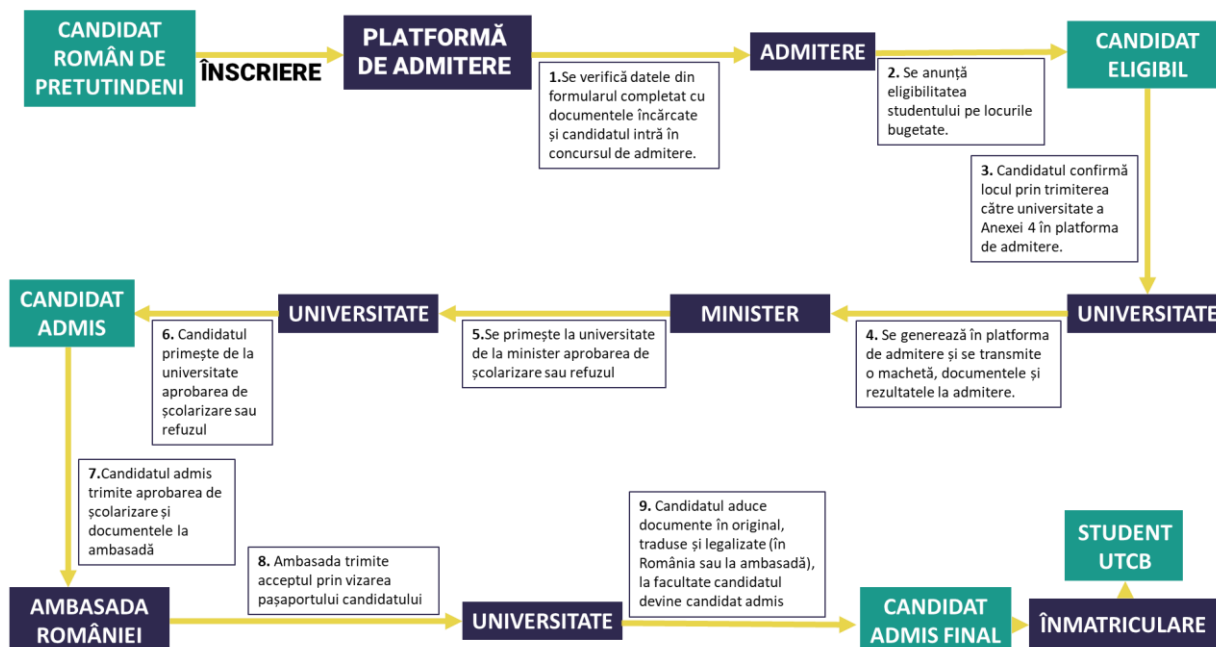 CANDIDAT
ROMÂN DE
PRETUTINDENI
ÎNSCRIERE
PLATFORMĂ
DE ADMITERE
1.Se verifică datele din
formularul completat cu
documentele încărcate
și candidatul intră în
concursul de admitere.
ADMITERE
2. Se anunță
eligibilitatea
studentului pe locurile
bugetate.
CANDIDAT
ELIGIBIL
3. Candidatul confirmă
locul prin trimiterea
către universitate a
Anexei 4 în platforma
de admitere.
UNIVERSITATE
4. Se generează în platforma
de admitere și se transmite
o machetă, documentele și
rezultatele la admitere.
MINISTER
5.Se primește la universitate
de la minister aprobarea de
școlarizare sau refuzul
UNIVERSITATE
6. Candidatul
primește de la
universitate
aprobarea de
școlarizare sau
refuzul
CANDIDAT
ADMIS
7.Candidatul admis
trimite aprobarea de
școlarizare și
documentele la
ambasadă
AMBASADA
ROMÂNIEI
8. Ambasada trimite
acceptul prin vizarea
pașaportului candidatului
UNIVERSITATE
9. Candidatul aduce
documente în original,
traduse și legalizate (în
România sau la ambasadă),
la facultate candidatul
devine candidat admis
CANDIDAT
ADMIS FINAL
ÎNMATRICULARE
STUDENT
UTCB